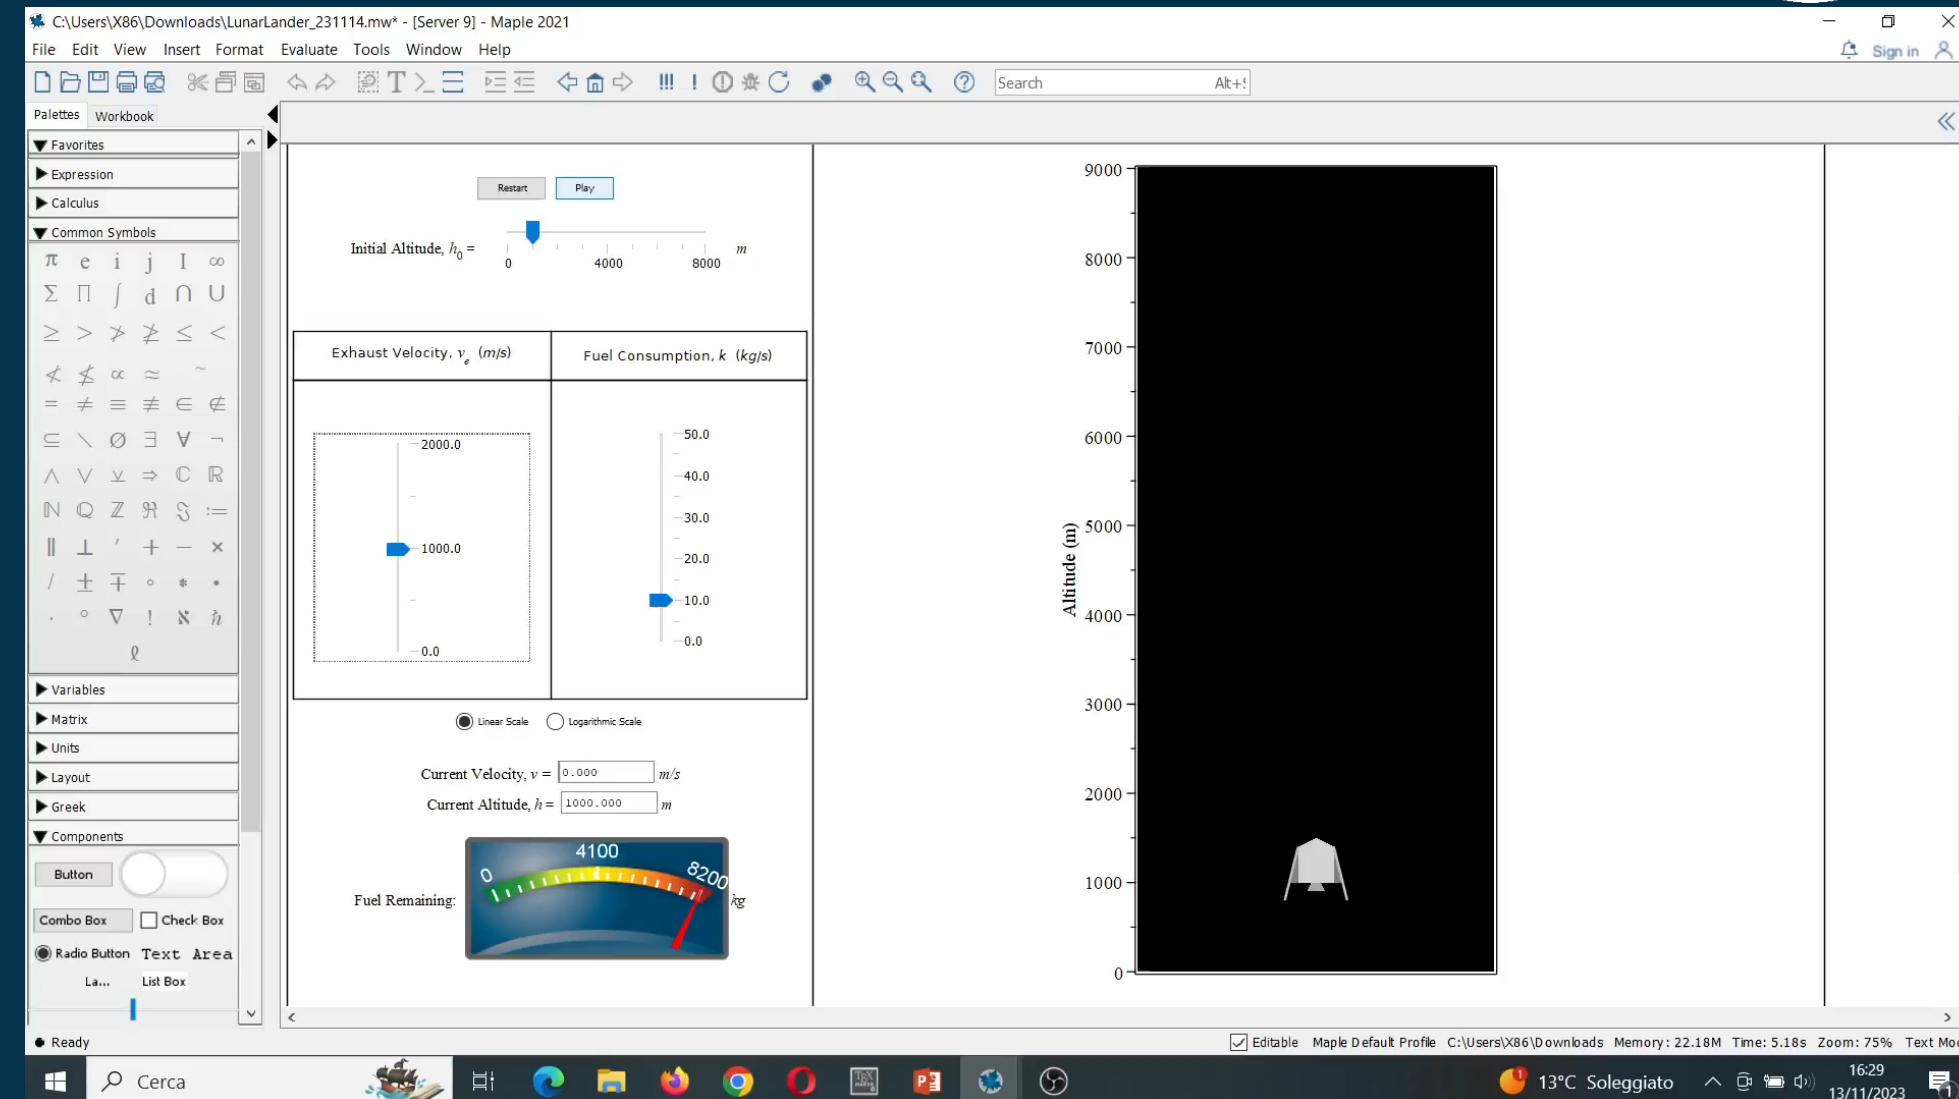 C:\Users\X86\Downloads\LunarLander_231114.mw* - [Server 9] - Maple 2021
File Edit View Insert Format Evaluate Tools Window Help
Sign in
Search Alt+S
Palettes Workbook
Favorites
Expression
Calculus
Common Symbols
π e i j I ∞
Σ Π ∫ d ∩ ∪
≥ > ≯ ≱ ≤ <
≮ ≰ ∝ ≈ ~
= ≠ ≡ ≢ ∈ ∉
⊆ \ ∅ ∃ ∀ ¬
∧ ∨ ⊻ ⇒ ℂ ℝ
ℕ ℚ ℤ ℜ ℑ :=
∥ ⊥ ′ + − ×
/ ± ∓ ∘ * •
· ° ∇ ! ℵ ℏ
ℓ
Variables
Matrix
Units
Layout
Greek
Components
Button
Combo Box Check Box
Radio Button Text Area
La... List Box
Restart Play
Initial Altitude, h0 = m
0 4000 8000
Exhaust Velocity, ve (m/s) Fuel Consumption, k (kg/s)
2000.0
1000.0
0.0
50.0
40.0
30.0
20.0
10.0
0.0
Linear Scale Logarithmic Scale
Current Velocity, v = 0.000 m/s
Current Altitude, h = 1000.000 m
Fuel Remaining: kg
0 4100 8200
Altitude (m)
9000
8000
7000
6000
5000
4000
3000
2000
1000
0
Ready
Editable Maple Default Profile C:\Users\X86\Downloads Memory: 22.18M Time: 5.18s Zoom: 75% Text Mo
Cerca
13°C Soleggiato
16:29
13/11/2023